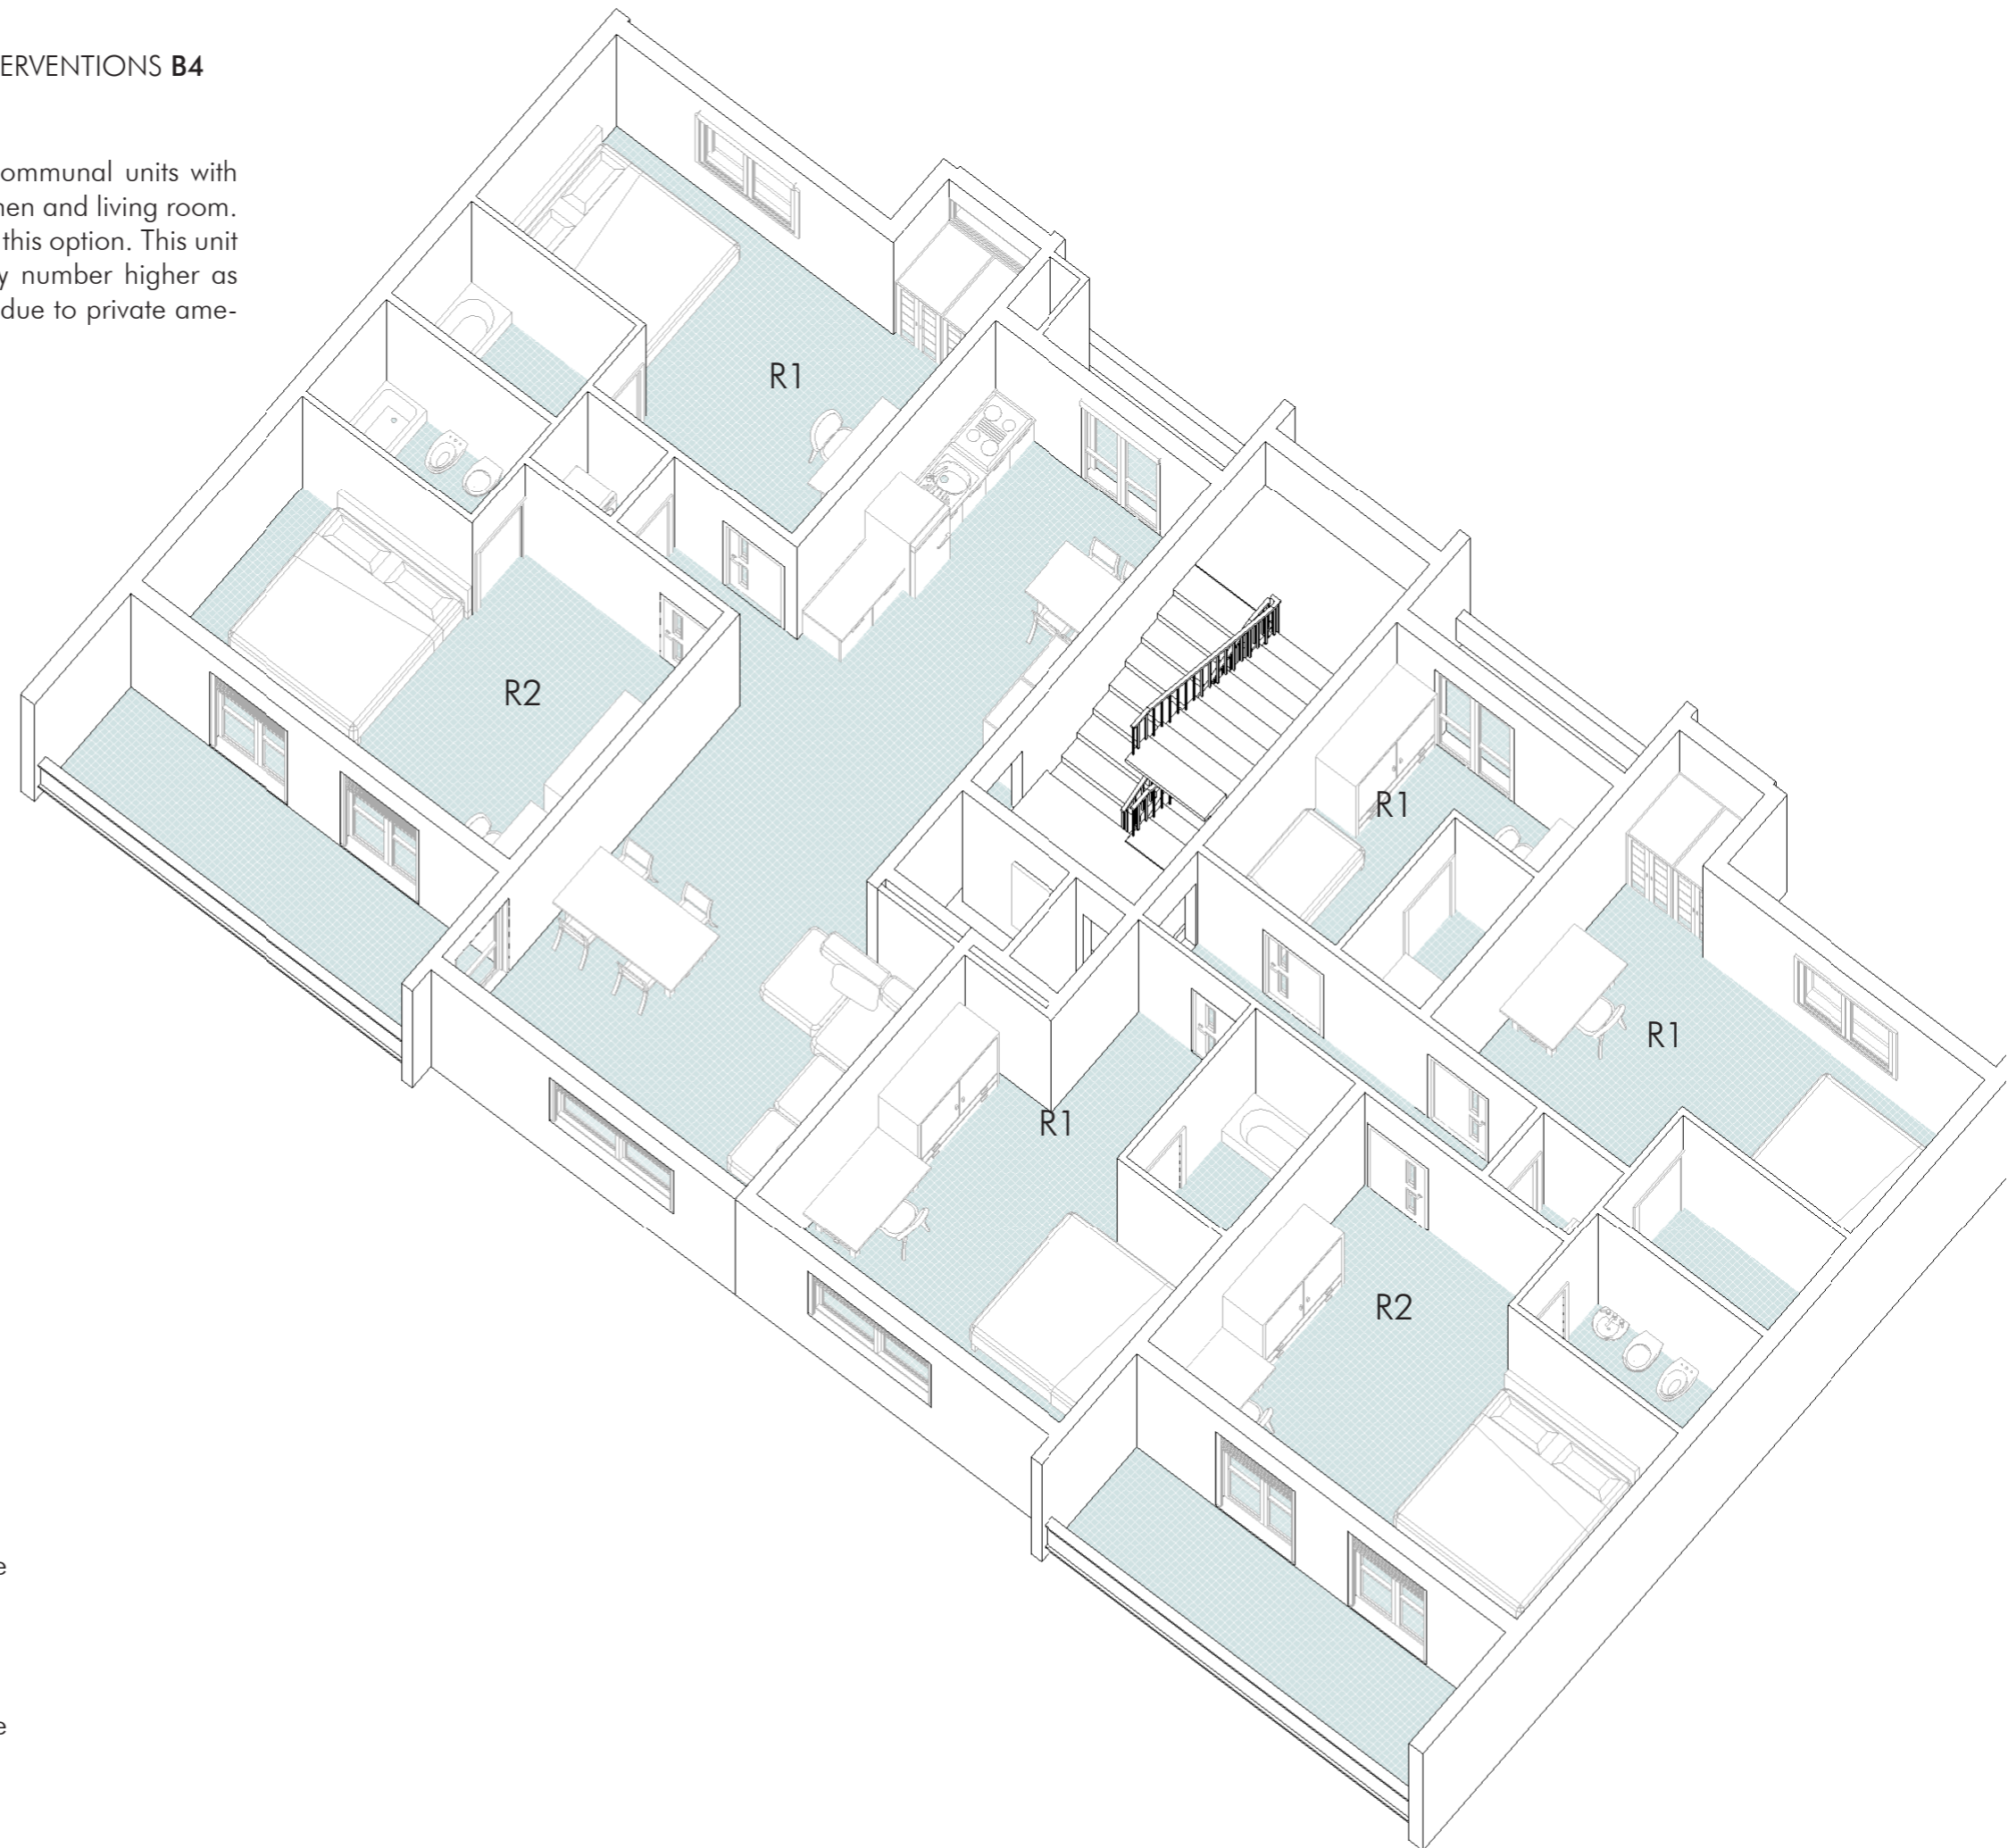 ERVENTIONS B4
ommunal units with
nen and living room.
this option. This unit
y number higher as
due to private ame-
R1
R2
R1
R1
R1
R2
e
e